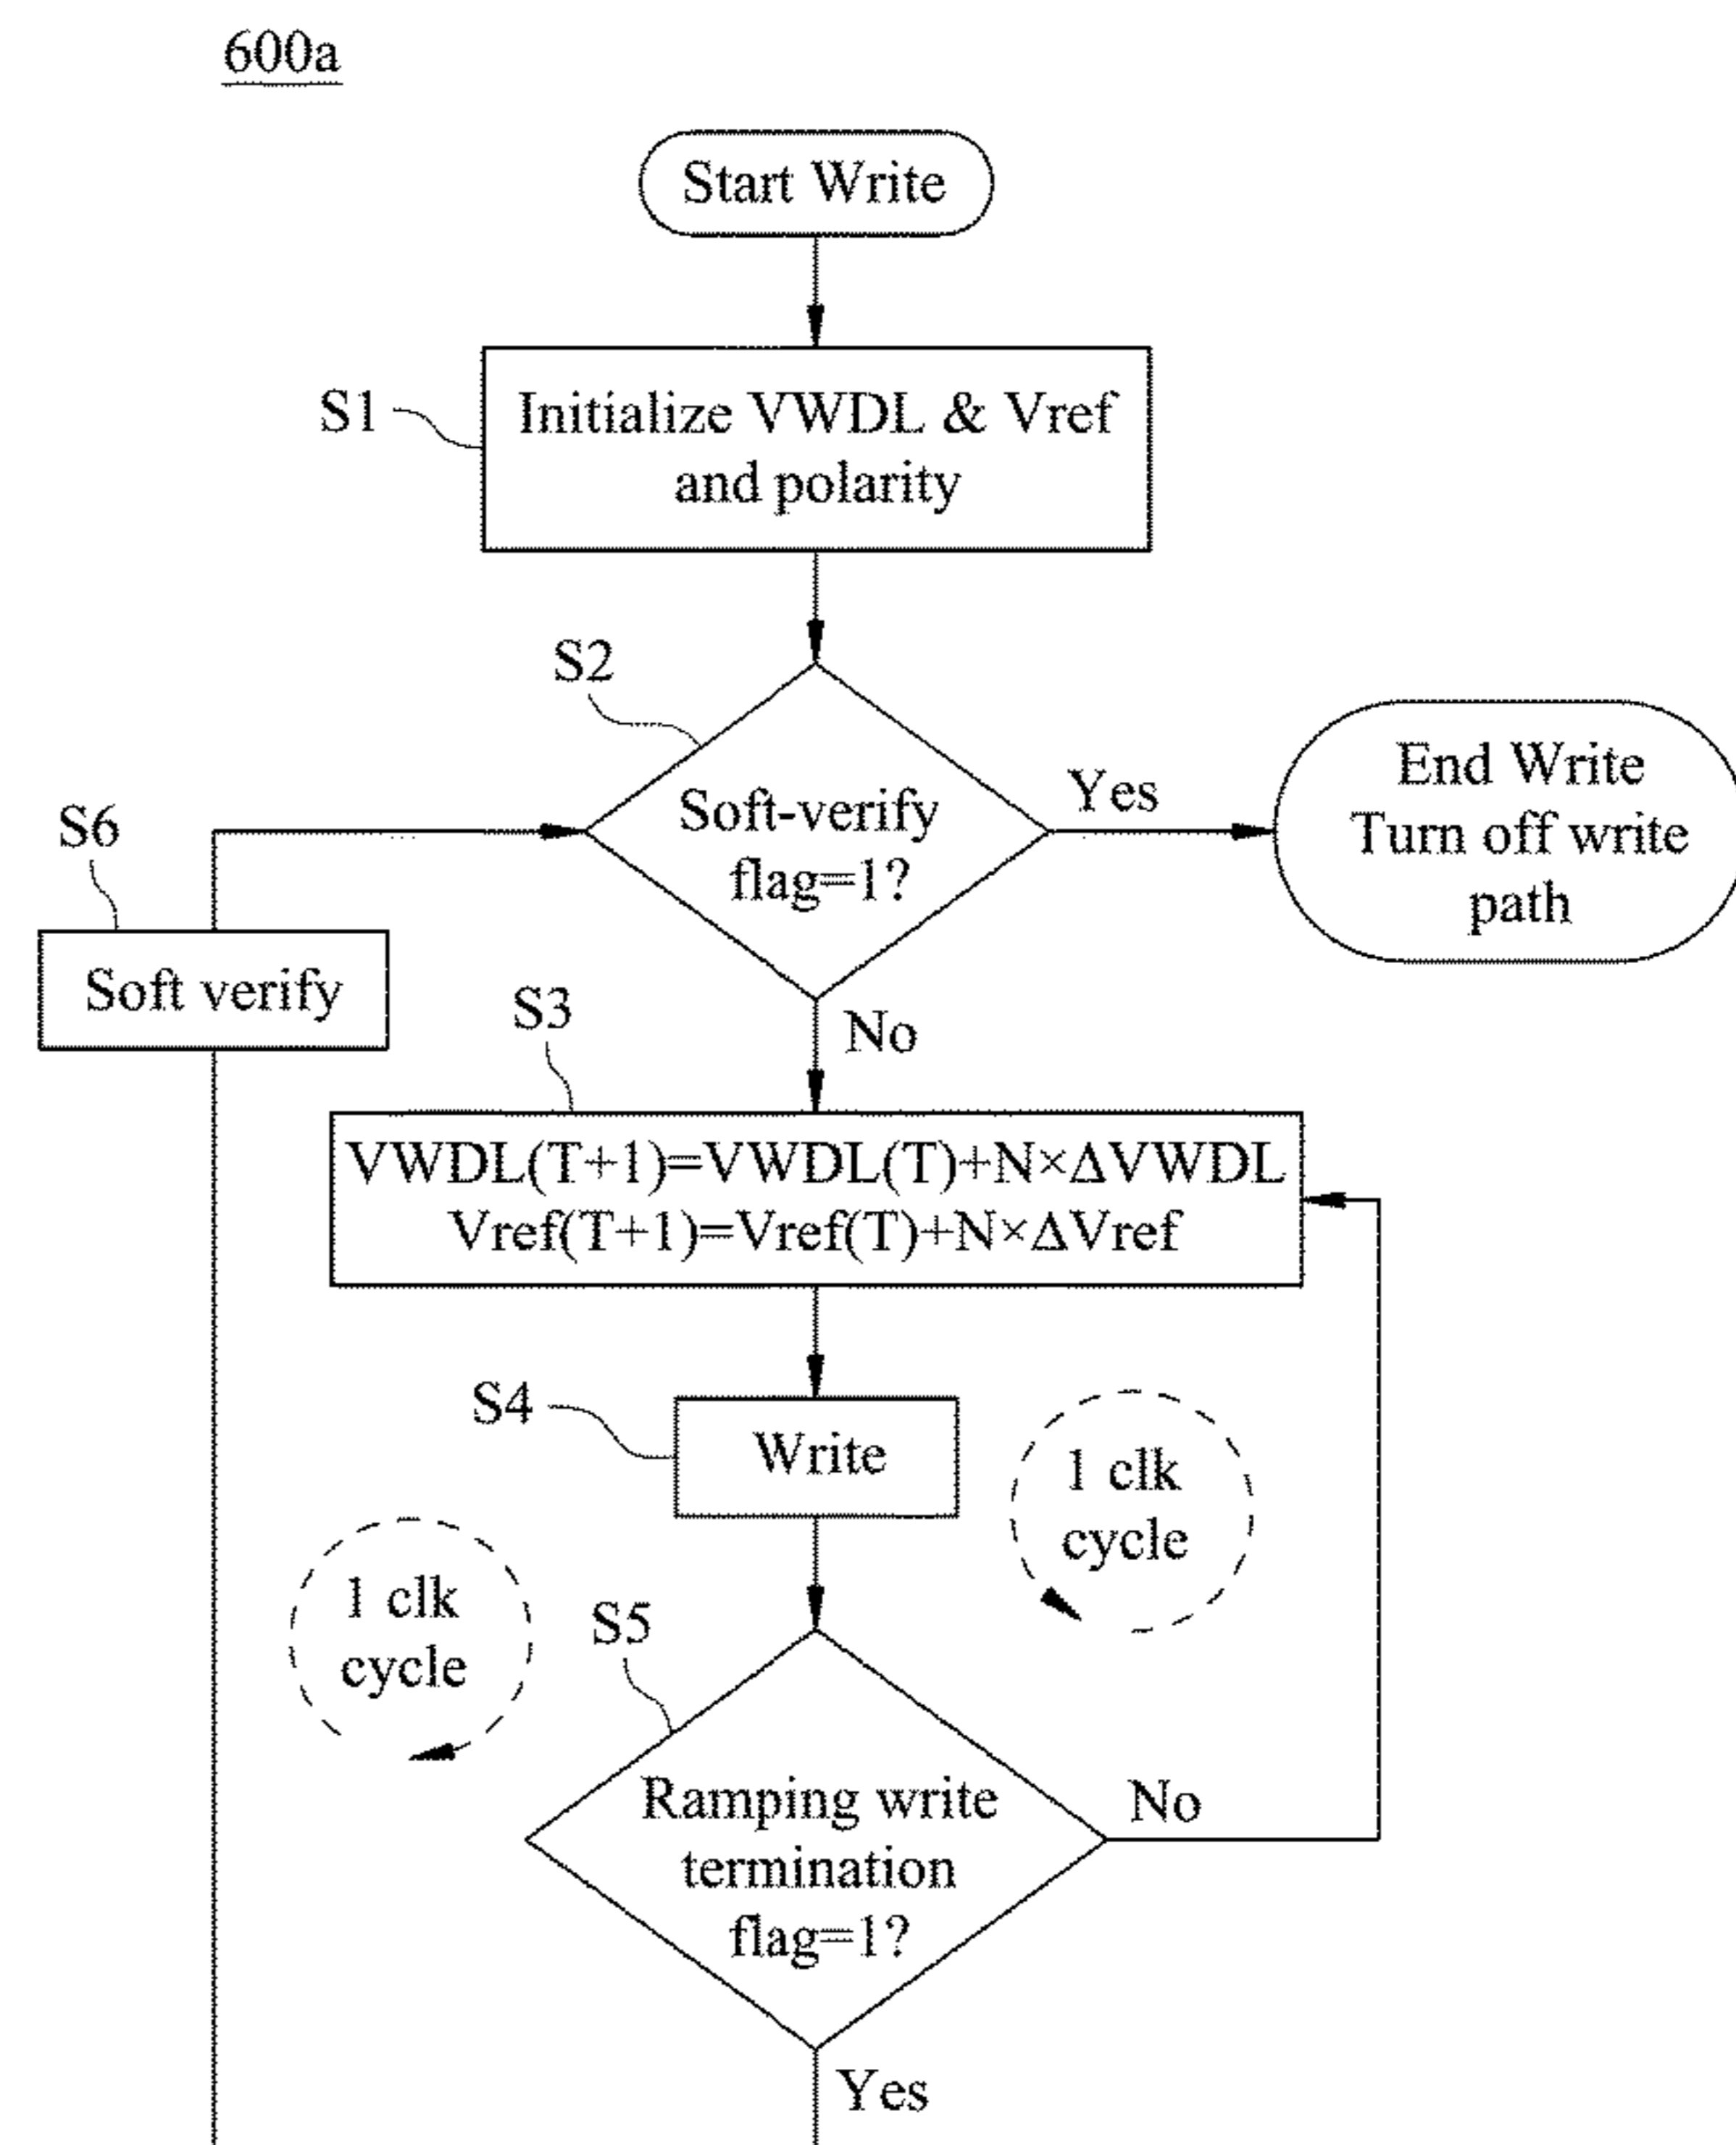 600a
Start Write
S1
Initialize VWDL & Vref
and polarity
S2
Soft-verify
flag=1?
Yes
End Write
Turn off write
path
S6
Soft verify
No
S3
VWDL(T+1)=VWDL(T)+N×ΔVWDL
Vref(T+1)=Vref(T)+N×ΔVref
S4
Write
1 clk
cycle
1 clk
cycle
S5
Ramping write
termination
flag=1?
No
Yes